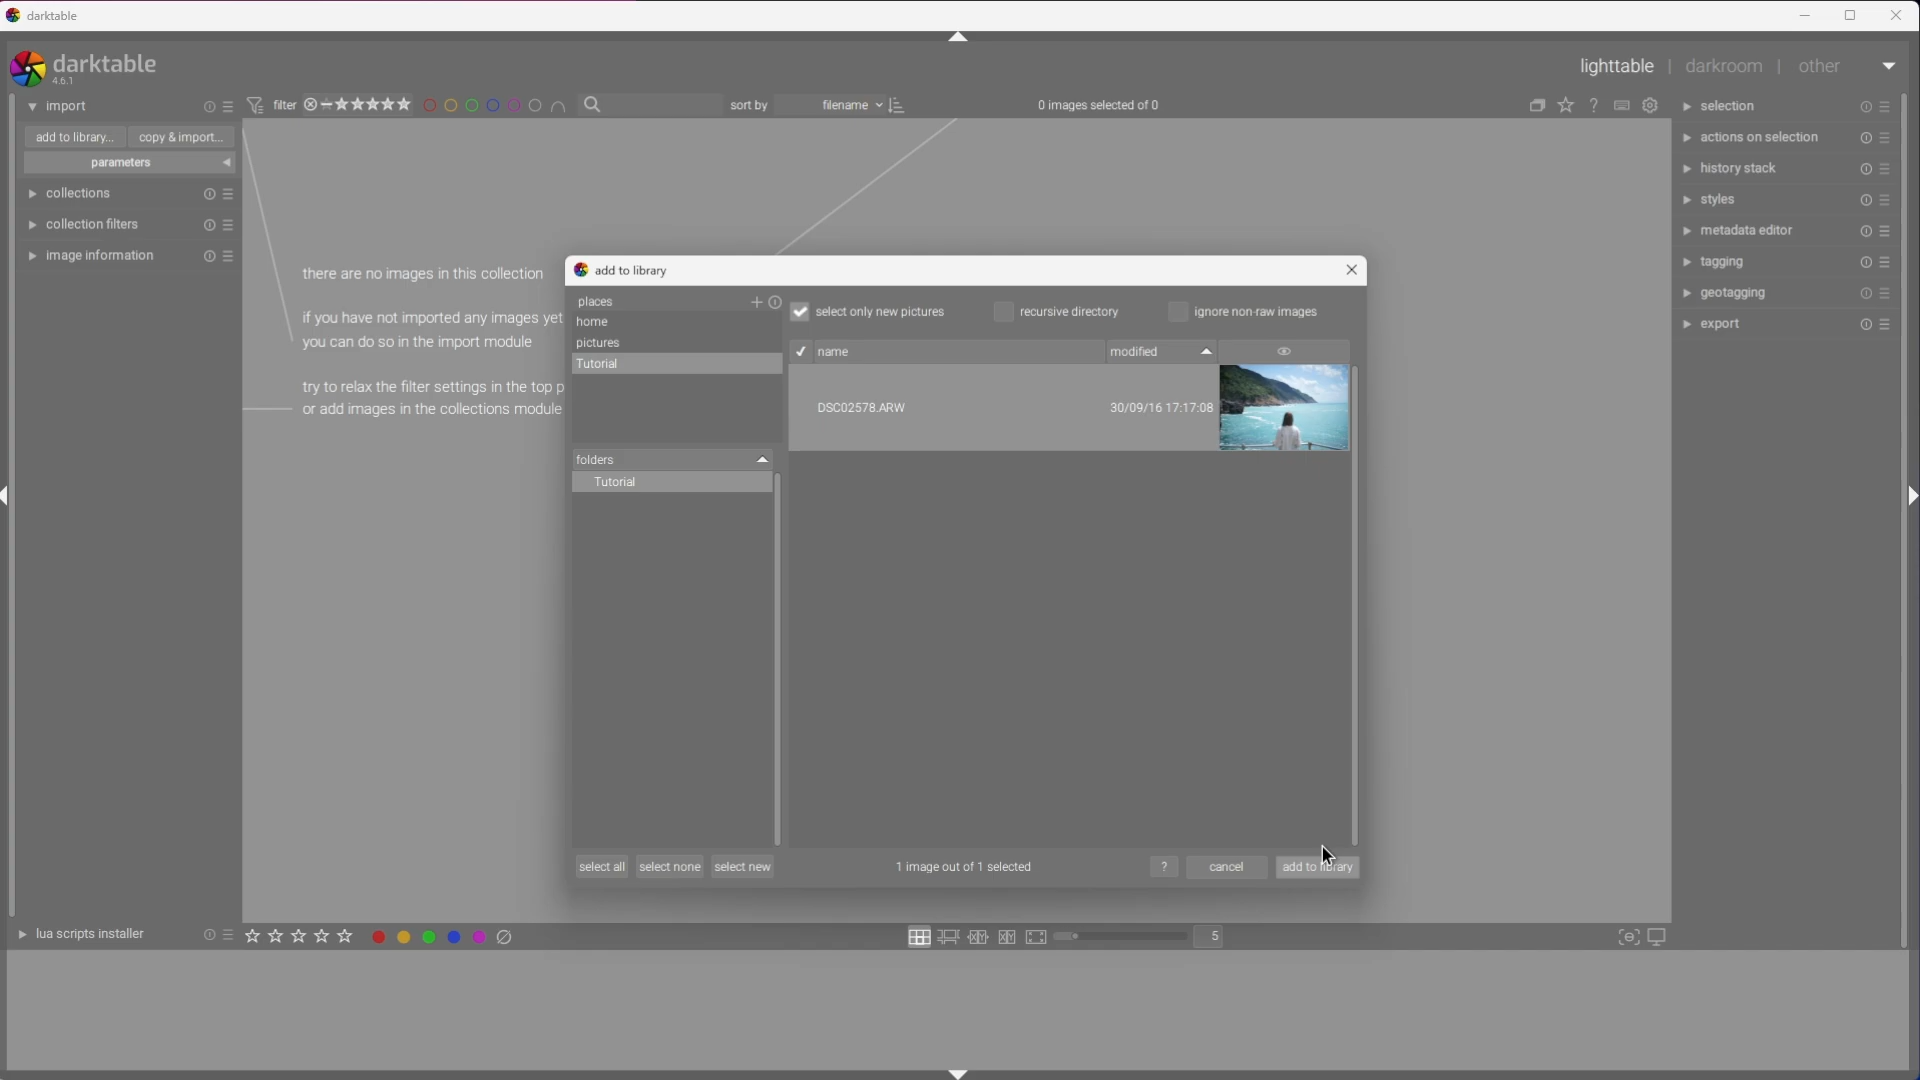 darktable
darktable
4.6.1
lighttable | darkroom | other
import
filter
sort by filename
0 images selected of 0
?
selection
add to library...
copy & import...
parameters
collections
collection filters
image information
actions on selection
history stack
styles
metadata editor
tagging
geotagging
export
there are no images in this collection
if you have not imported any images yet
you can do so in the import module
try to relax the filter settings in the top p
or add images in the collections module
add to library
places
home
pictures
Tutorial
folders
Tutorial
select only new pictures
recursive directory
ignore non-raw images
name
modified
DSC02578.ARW
30/09/16 17:17:08
select all
select none
select new
1 image out of 1 selected
?
cancel
add to library
lua scripts installer
XY
XY
5